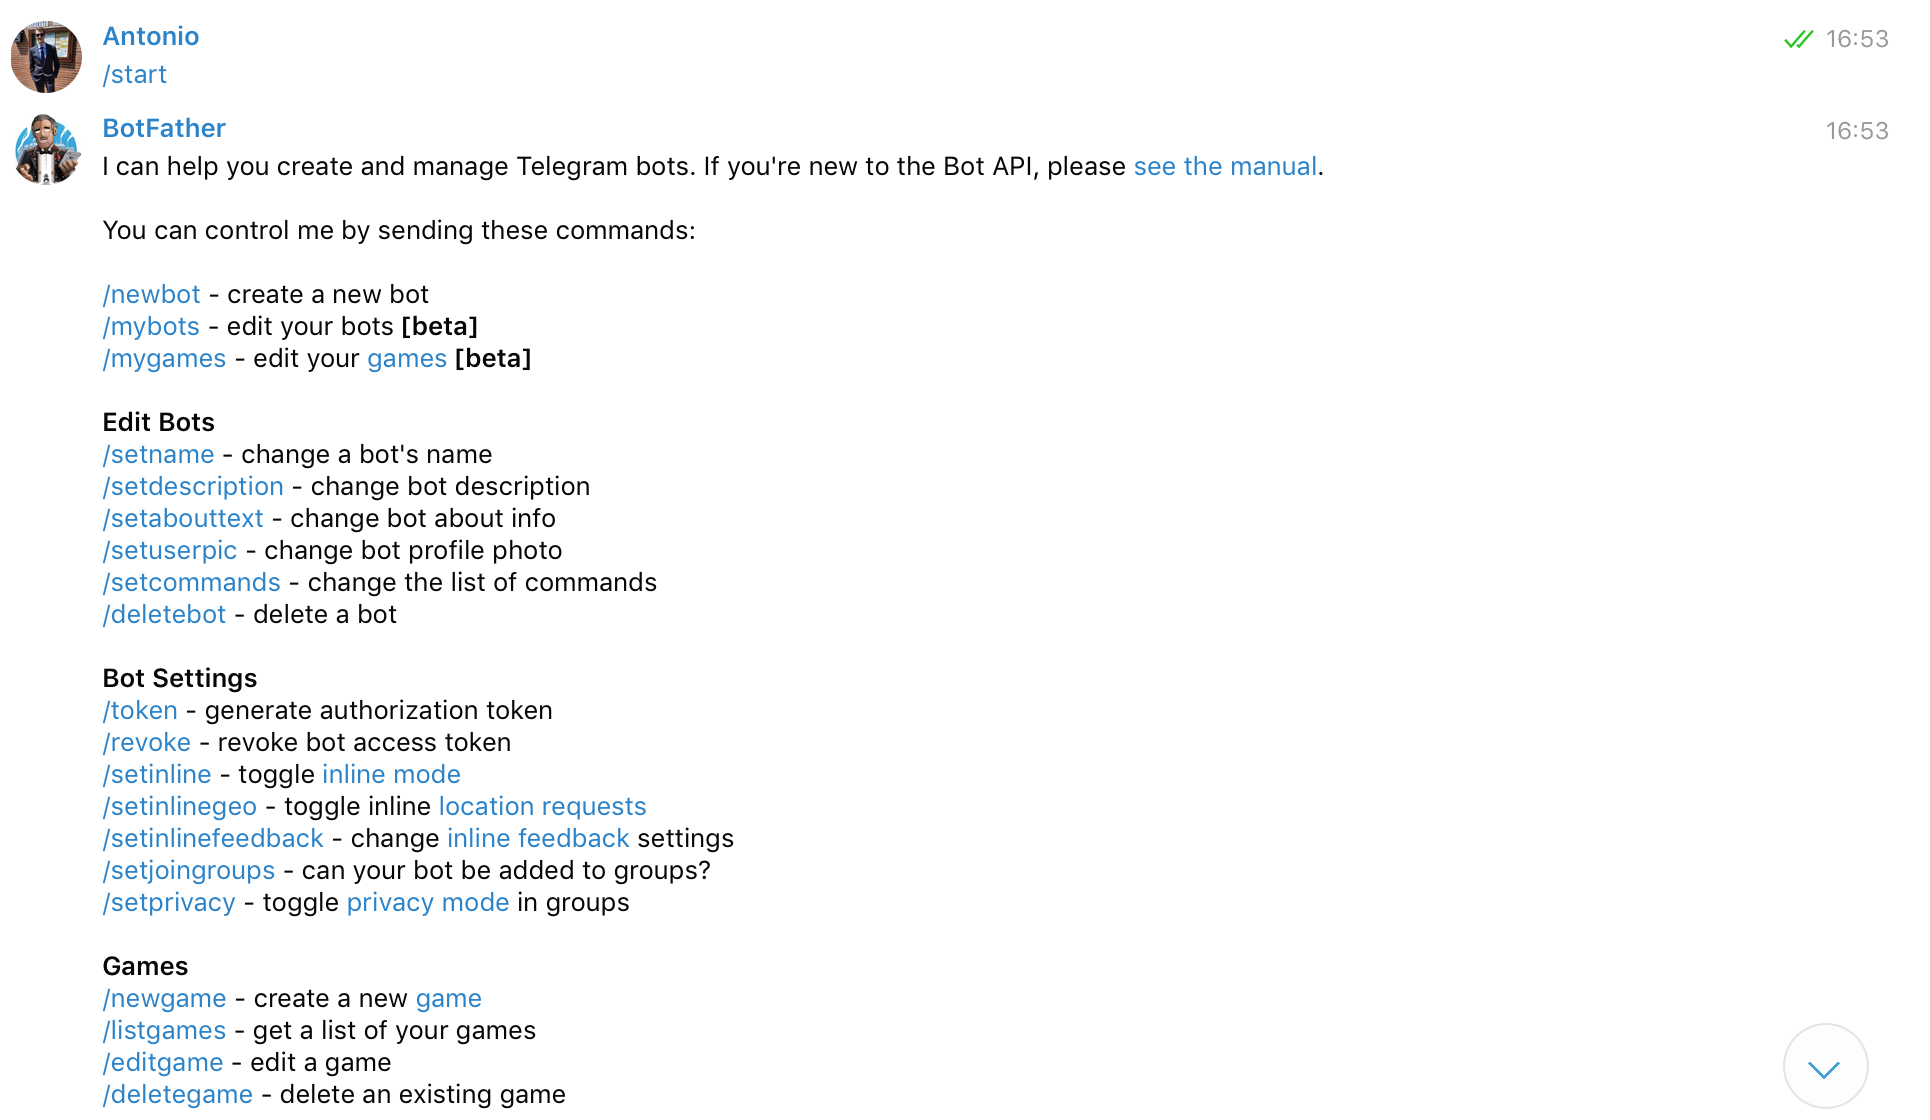 Antonio
16:53
/start
BotFather
16:53
I can help you create and manage Telegram bots. If you're new to the Bot API, please see the manual.
You can control me by sending these commands:
/newbot - create a new bot
/mybots - edit your bots [beta]
/mygames - edit your games [beta]
Edit Bots
/setname - change a bot's name
/setdescription - change bot description
/setabouttext - change bot about info
/setuserpic - change bot profile photo
/setcommands - change the list of commands
/deletebot - delete a bot
Bot Settings
/token - generate authorization token
/revoke - revoke bot access token
/setinline - toggle inline mode
/setinlinegeo - toggle inline location requests
/setinlinefeedback - change inline feedback settings
/setjoingroups - can your bot be added to groups?
/setprivacy - toggle privacy mode in groups
Games
/newgame - create a new game
/listgames - get a list of your games
/editgame - edit a game
/deletegame - delete an existing game